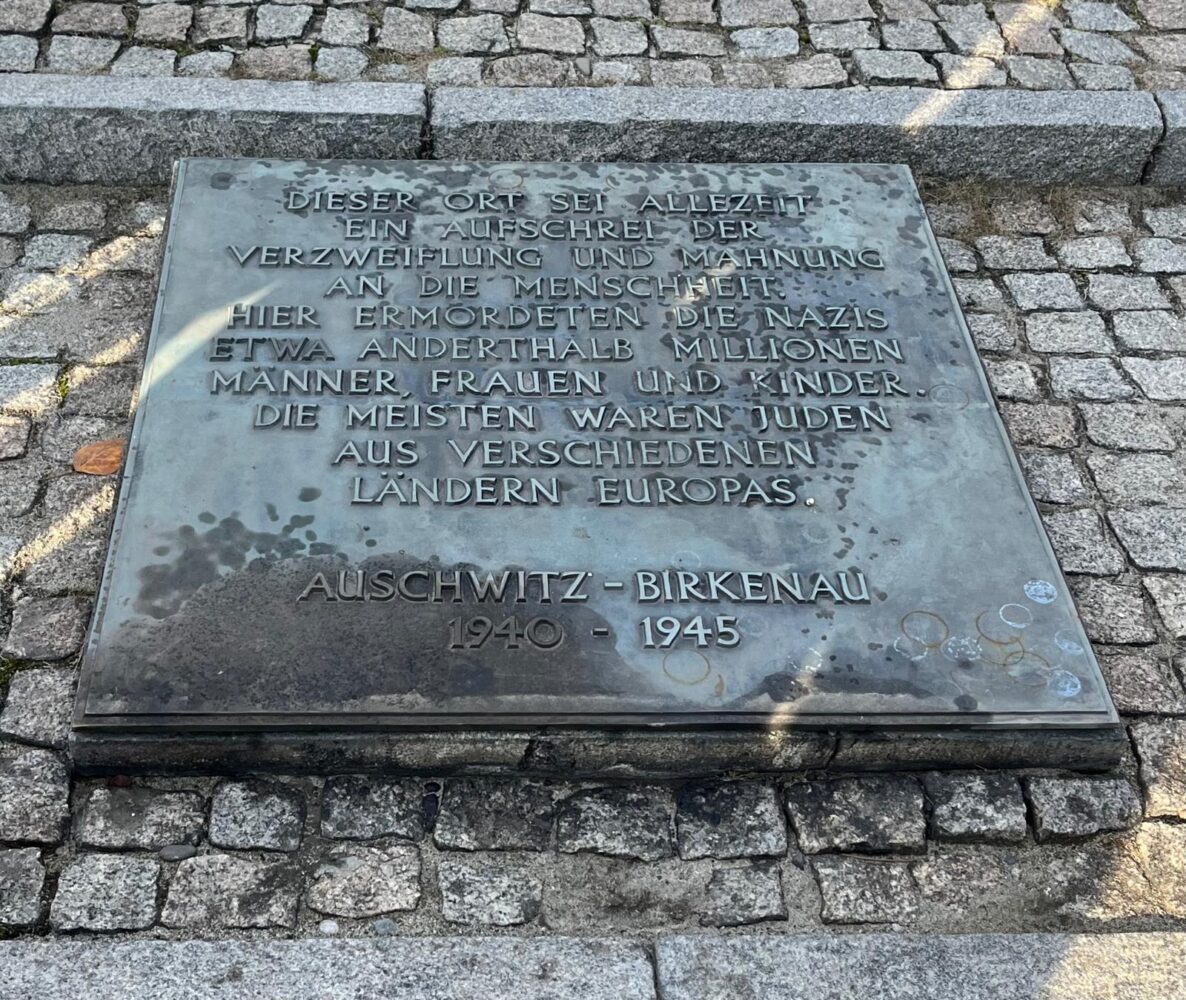 DIESER ORT SEI ALLEZEIT
EIN AUFSCHREI DER
VERZWEIFLUNG UND MAHNUNG
AN DIE MENSCHHEIT.
HIER ERMORDETEN DIE NAZIS
ETWA ANDERTHALB MILLIONEN
MÄNNER, FRAUEN UND KINDER.
DIE MEISTEN WAREN JUDEN
AUS VERSCHIEDENEN
LÄNDERN EUROPAS.
AUSCHWITZ - BIRKENAU
1940 - 1945